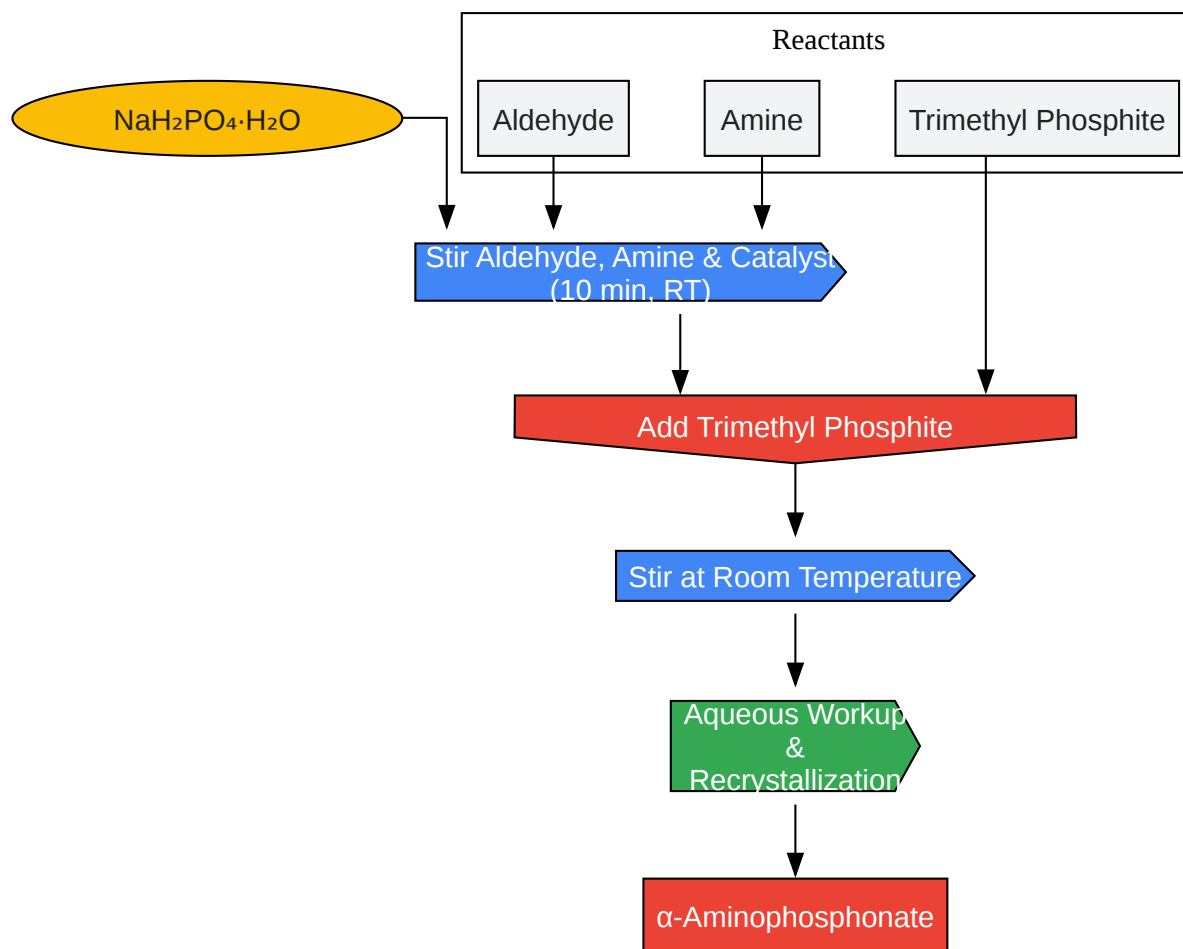 Reactants
NaH₂PO₄·H₂O
Aldehyde
Amine
Trimethyl Phosphite
Stir Aldehyde, Amine & Catalyst
(10 min, RT)
Add Trimethyl Phosphite
Stir at Room Temperature
Aqueous Workup
&
Recrystallization
α-Aminophosphonate